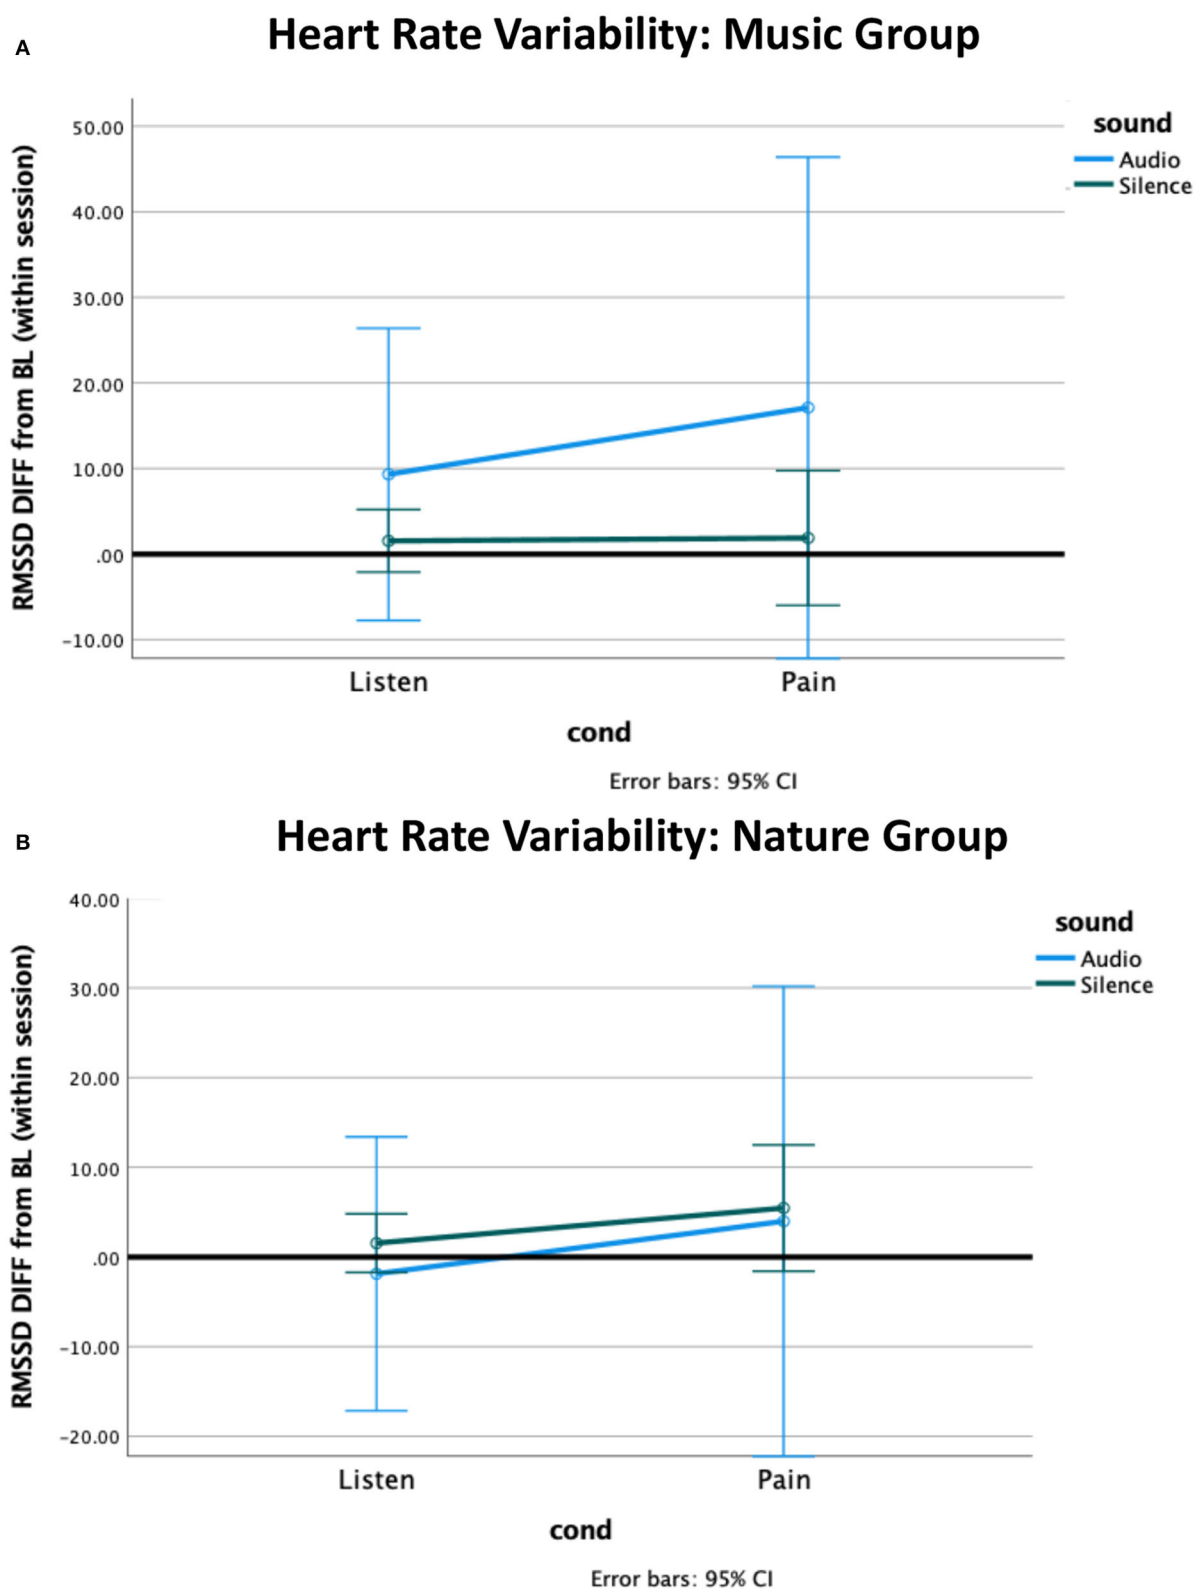 A
Heart Rate Variability: Music Group
RMSSD DIFF from BL (within session)
50.00
40.00
30.00
20.00
10.00
.00
−10.00
Listen
Pain
cond
Error bars: 95% CI
sound
Audio
Silence
B
Heart Rate Variability: Nature Group
RMSSD DIFF from BL (within session)
40.00
30.00
20.00
10.00
.00
−10.00
−20.00
Listen
Pain
cond
Error bars: 95% CI
sound
Audio
Silence